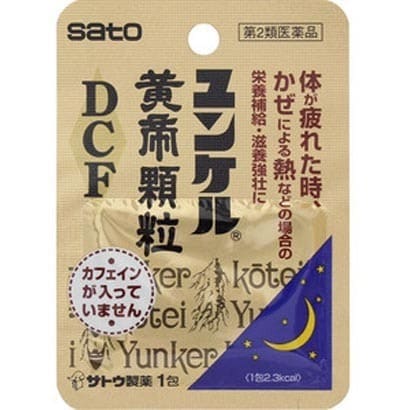 sato
第2類医薬品
体が疲れた時、
かぜによる熱などの場合の
栄養補給・滋養強壮に
ユンケル®
黄帝顆粒
DCF
カフェイン
が入って
いません
Yunker kōtei
kōtei Yunker
Yunker k
サトウ製薬 1包
〈1包2.3kcal〉